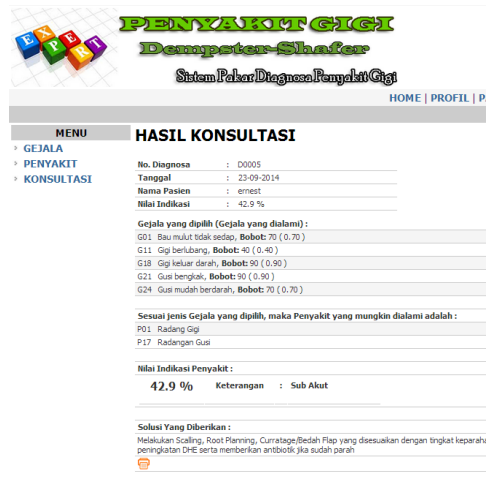 EXPERT
PENYAKIT GIGI
Dempster-Shafer
Sistem Pakar Diagnosa Penyakit Gigi
HOME | PROFIL | P
MENU
GEJALA
PENYAKIT
KONSULTASI
HASIL KONSULTASI
No. Diagnosa : D0005
Tanggal : 23-09-2014
Nama Pasien : ernest
Nilai Indikasi : 42.9 %
Gejala yang dipilih (Gejala yang dialami) :
G01 Bau mulut tidak sedap, Bobot: 70 ( 0.70 )
G11 Gigi berlubang, Bobot: 40 ( 0.40 )
G18 Gigi keluar darah, Bobot: 90 ( 0.90 )
G21 Gusi bengkak, Bobot: 90 ( 0.90 )
G24 Gusi mudah berdarah, Bobot: 70 ( 0.70 )
Sesuai jenis Gejala yang dipilih, maka Penyakit yang mungkin dialami adalah :
P01 Radang Gigi
P17 Radangan Gusi
Nilai Indikasi Penyakit :
42.9 % Keterangan : Sub Akut
Solusi Yang Diberikan :
Melakukan Scalling, Root Planning, Curratage/Bedah Flap yang disesuaikan dengan tingkat keparaha
peningkatan DHE serta memberikan antibiotik jika sudah parah